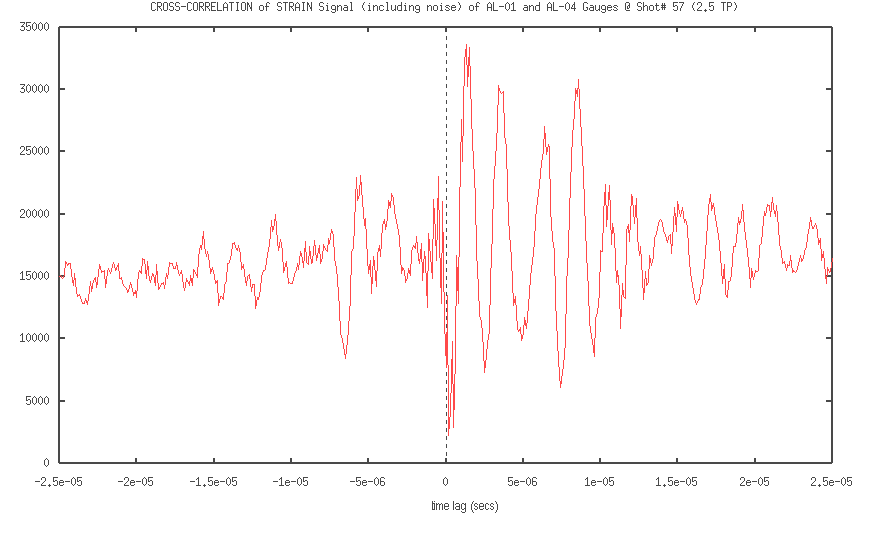 CROSS-CORRELATION of STRAIN Signal (including noise) of AL-01 and AL-04 Gauges @ Shot# 57 (2.5 TP)
35000
30000
25000
20000
15000
10000
5000
0
-2.5e-05 -2e-05 -1.5e-05 -1e-05 -5e-06 0 5e-06 1e-05 1.5e-05 2e-05 2.5e-05
time lag (secs)